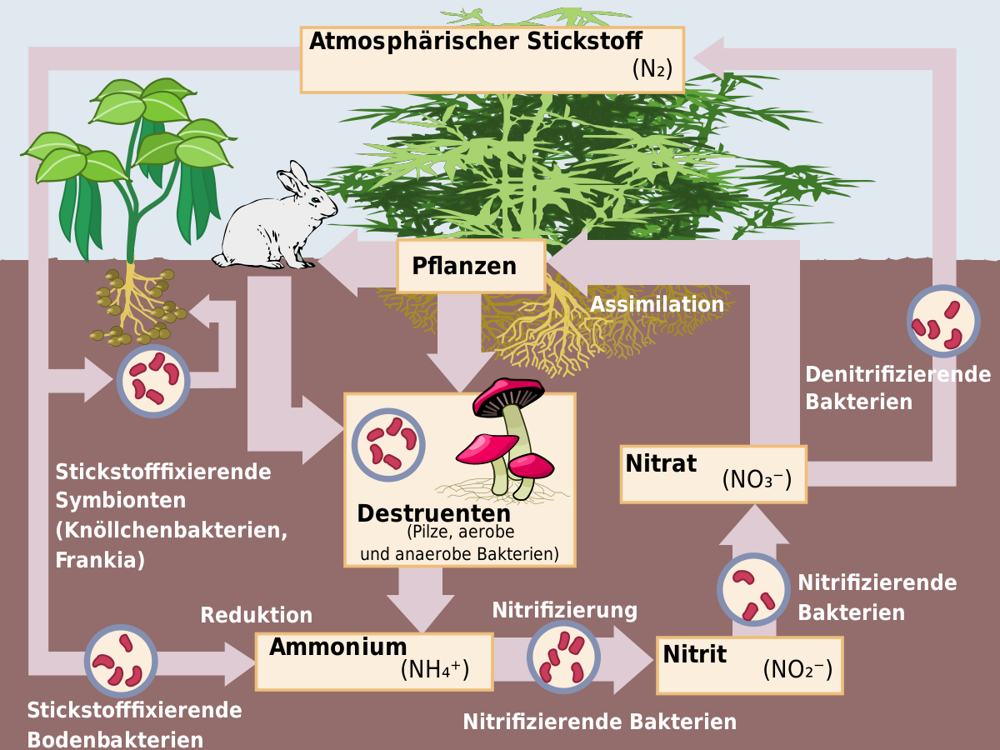 Atmosphärischer Stickstoff
(N₂)
Pflanzen
Assimilation
Denitrifizierende
Bakterien
Stickstofffixierende
Symbionten
(Knöllchenbakterien,
Frankia)
Destruenten
(Pilze, aerobe
und anaerobe Bakterien)
Nitrat
(NO₃⁻)
Nitrifizierende
Bakterien
Reduktion
Nitrifizierung
Ammonium
(NH₄⁺)
Nitrit
(NO₂⁻)
Stickstofffixierende
Bodenbakterien
Nitrifizierende Bakterien